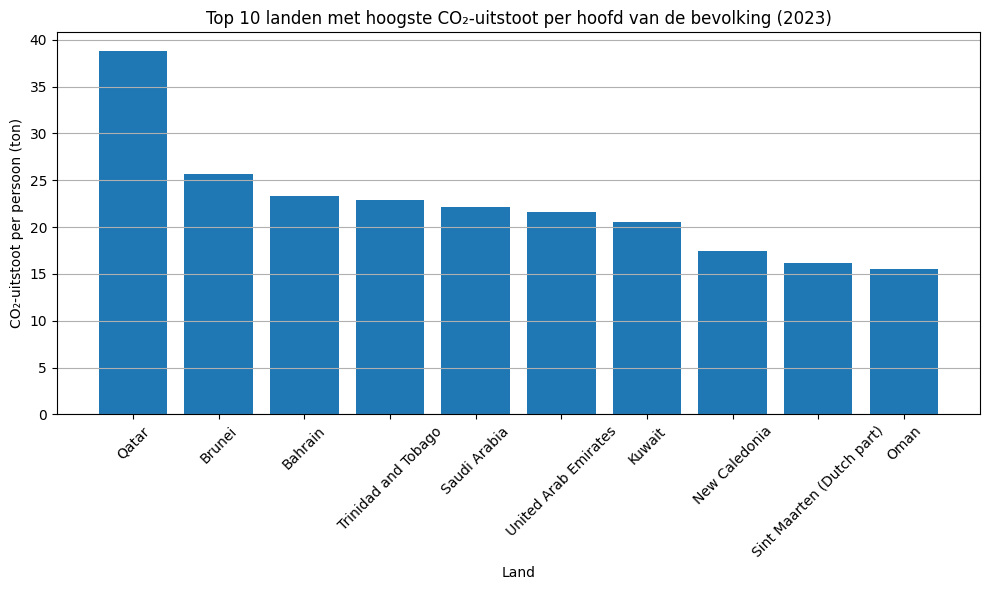 Top 10 landen met hoogste CO₂-uitstoot per hoofd van de bevolking (2023)
CO₂-uitstoot per persoon (ton)
40
35
30
25
20
15
10
5
0
Qatar
Brunei
Bahrain
Trinidad and Tobago
Saudi Arabia
United Arab Emirates
Kuwait
New Caledonia
Sint Maarten (Dutch part)
Oman
Land